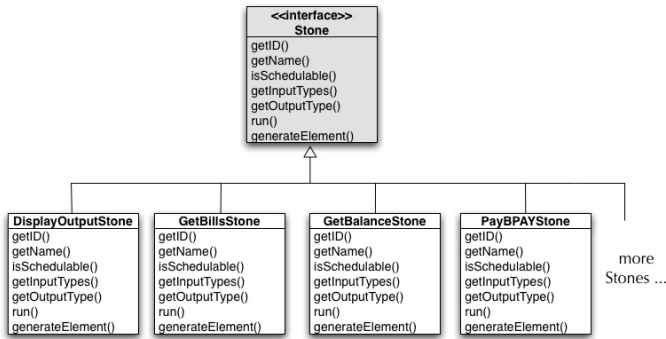 <<interface>>
Stone
getID()
getName()
isSchedulable()
getInputTypes()
getOutputType()
run()
generateElement()
DisplayOutputStone
getID()
getName()
isSchedulable()
getInputTypes()
getOutputType()
run()
generateElement()
GetBillsStone
getID()
getName()
isSchedulable()
getInputTypes()
getOutputType()
run()
generateElement()
GetBalanceStone
getID()
getName()
isSchedulable()
getInputTypes()
getOutputType()
run()
generateElement()
PayBPAYStone
getID()
getName()
isSchedulable()
getInputTypes()
getOutputType()
run()
generateElement()
more
Stones ...